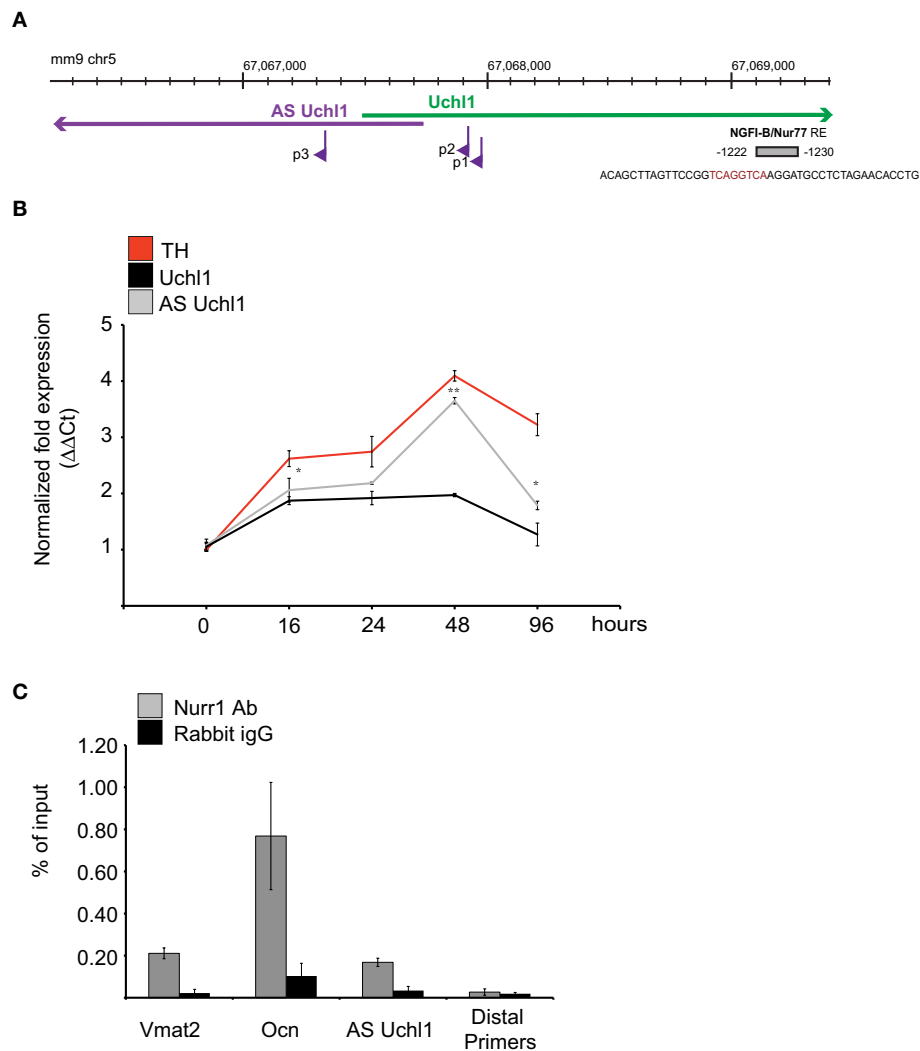 A
mm9 chr5
67,067,000
67,068,000
67,069,000
AS Uchl1
Uchl1
NGFI-B/Nur77 RE
p3
p2
p1
-1222
-1230
ACAGCTTAGTTCCGGTCAGGTCAAGGATGCCTCTAGAACACCTG
B
TH
Uchl1
AS Uchl1
Normalized fold expression
(ΔΔCt)
5
4
3
2
1
*
**
*
0 16 24 48 96 hours
C
Nurr1 Ab
Rabbit igG
% of input
1.20
1.00
0.80
0.60
0.40
0.20
Vmat2 Ocn AS Uchl1 Distal
Primers